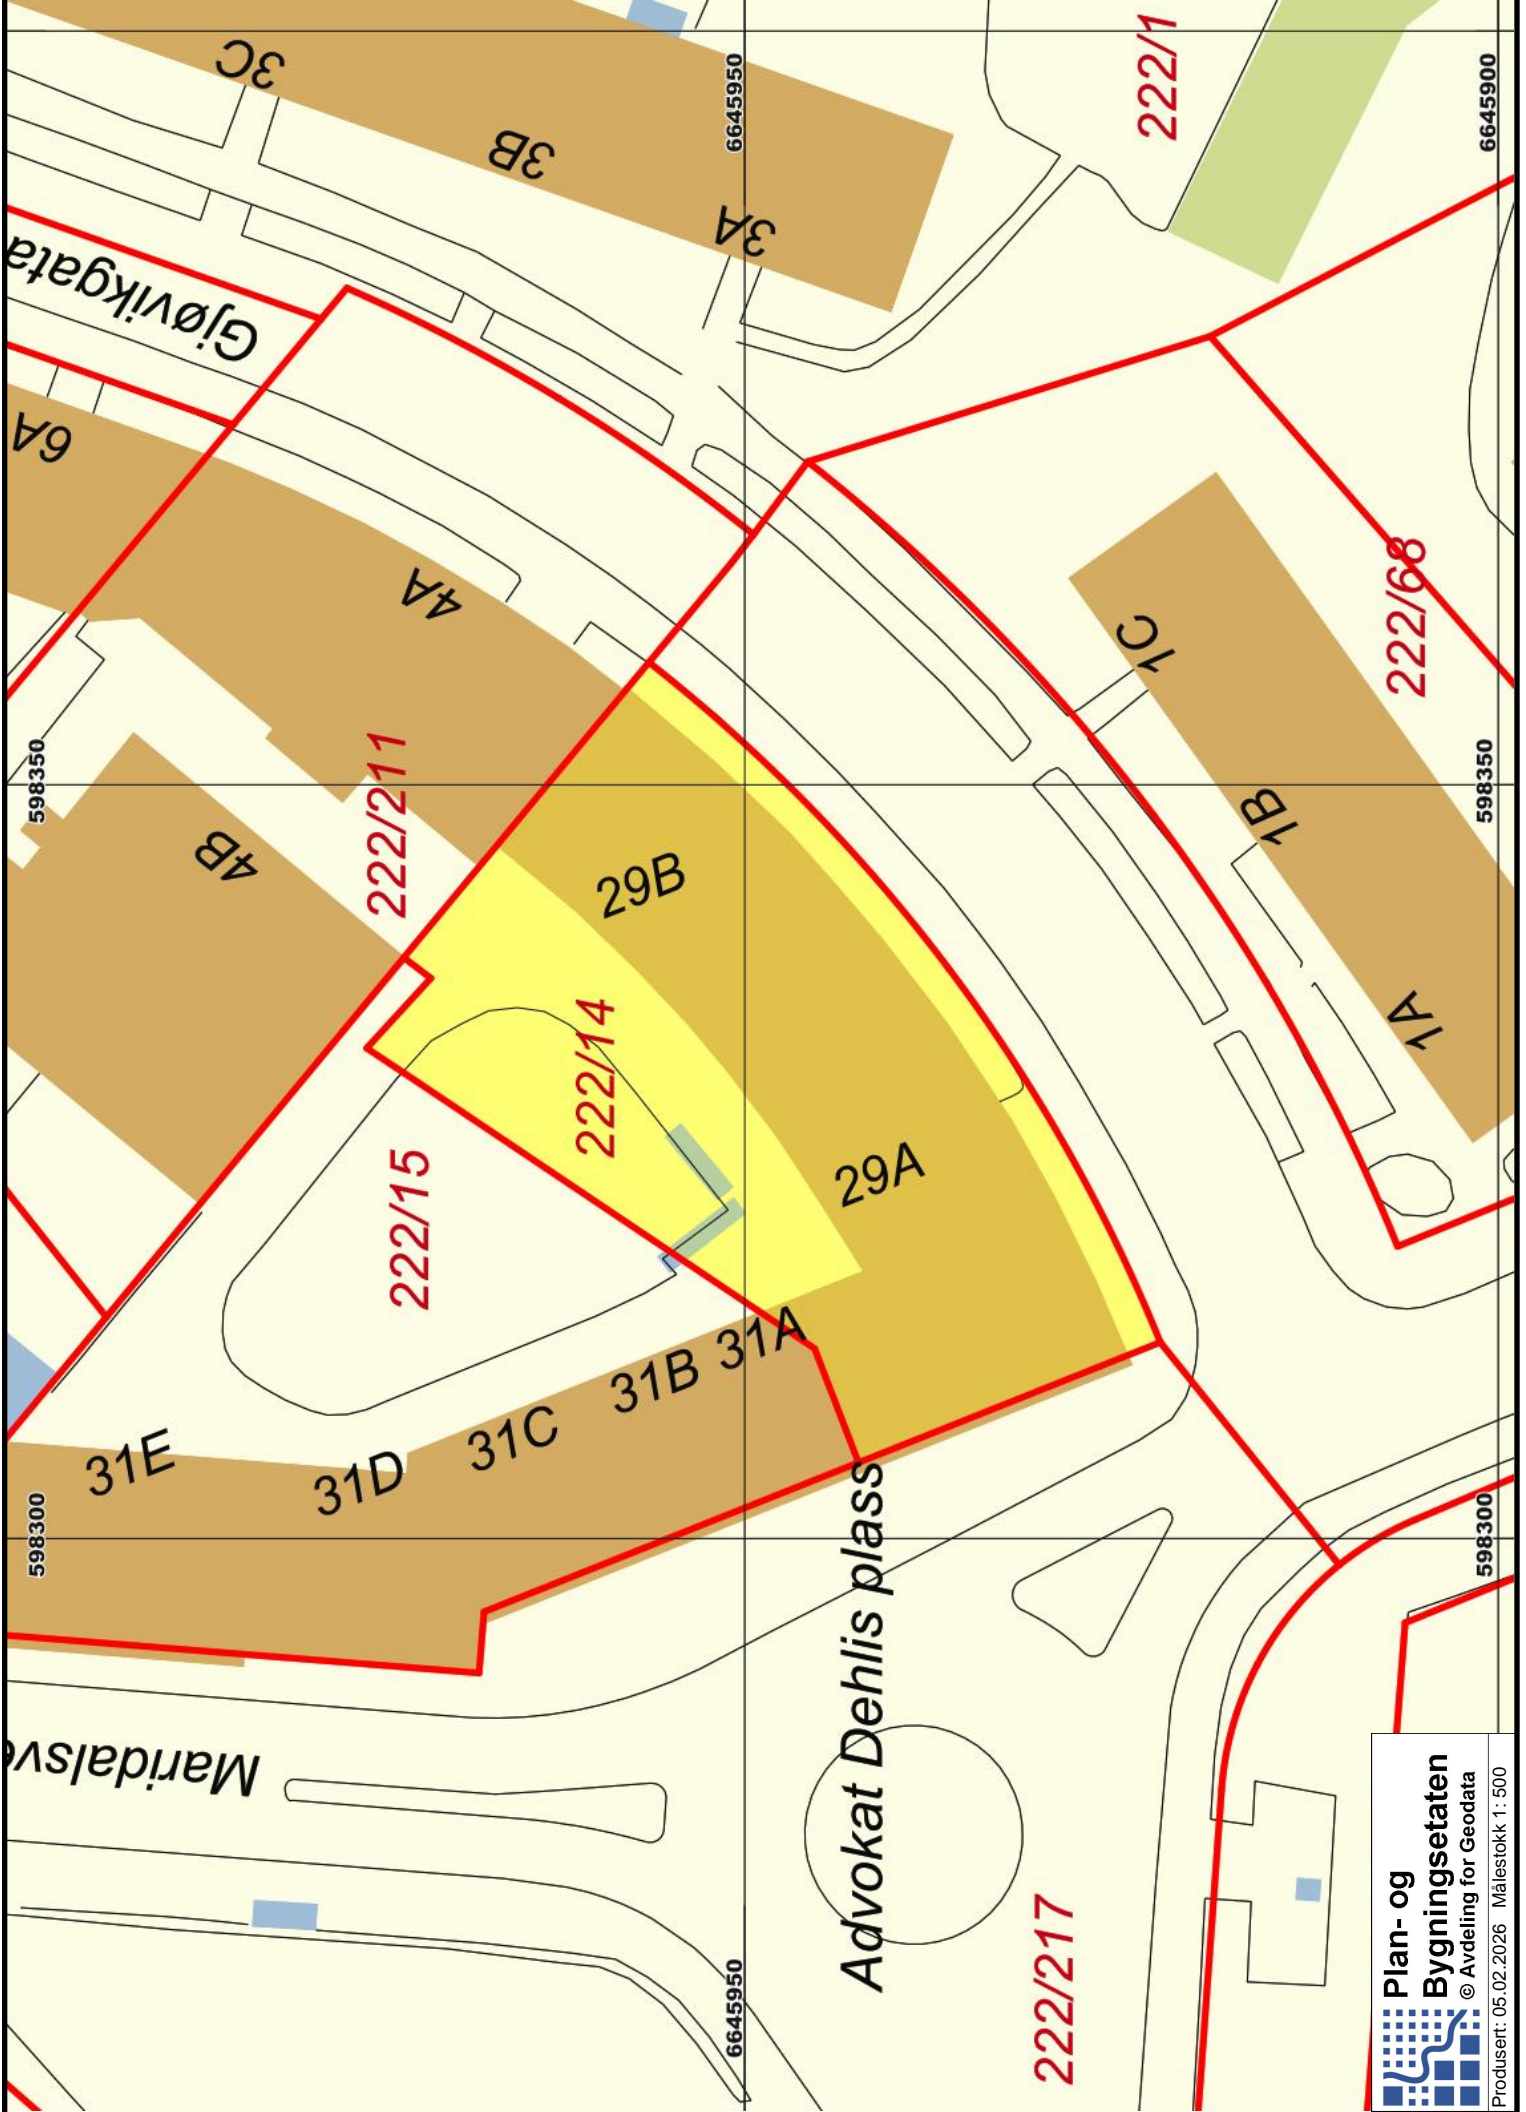 3C
3B
3A
6645950
222/1
6645900
Gjøvikgata
6A
4A
1C
222/68
598350
222/211
4B
29B
1B
598350
222/14
1A
222/15
29A
31A
31B
31C
31D
31E
598300
598300
Advokat Dehlis plass
Maridalsve
6645950
222/217
Plan- og
Bygningsetaten
© Avdeling for Geodata
Produsert: 05.02.2026 Målestokk 1: 500